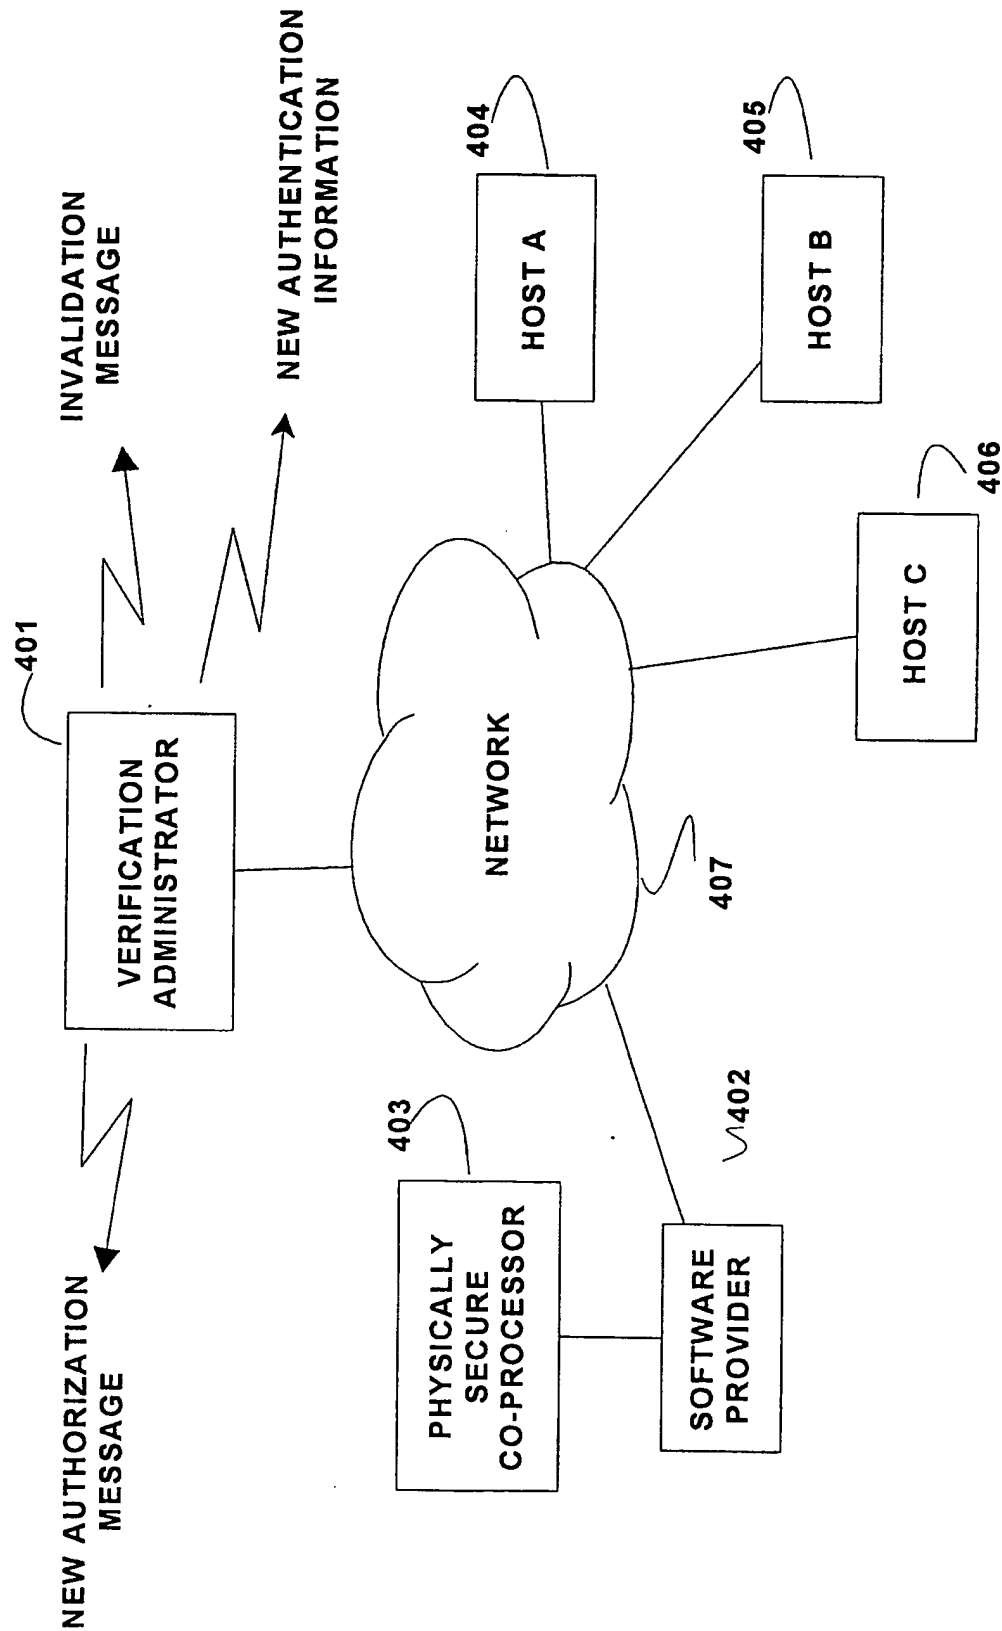 NEW AUTHORIZATION
MESSAGE
401
INVALIDATION
MESSAGE
VERIFICATION
ADMINISTRATOR
NEW AUTHENTICATION
INFORMATION
403
PHYSICALLY
SECURE
CO-PROCESSOR
NETWORK
404
HOST A
402
SOFTWARE
PROVIDER
407
405
HOST B
HOST C
406